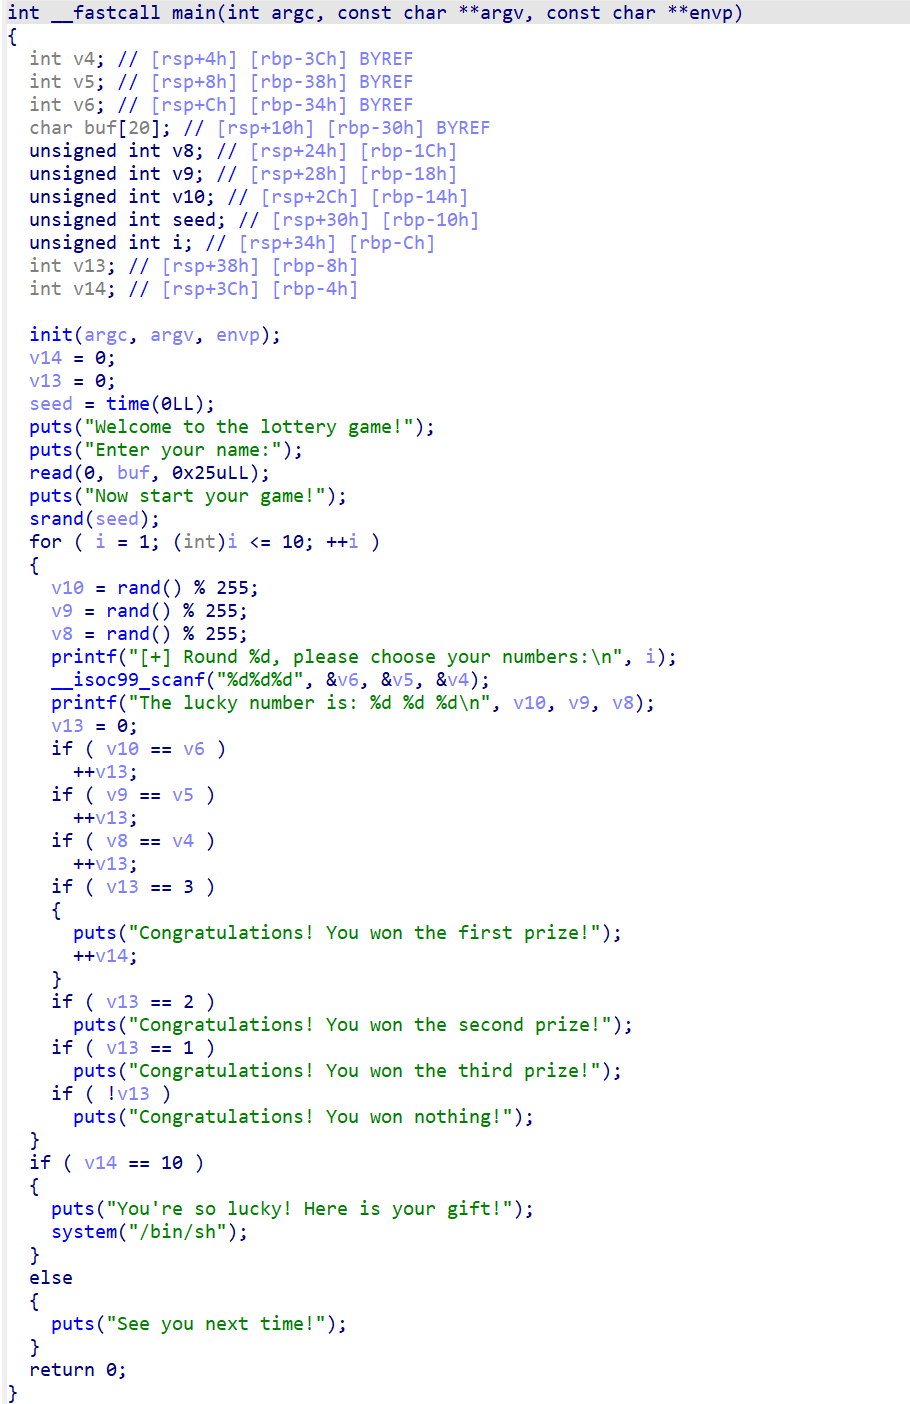 int __fastcall main(int argc, const char **argv, const char **envp)
{
  int v4; // [rsp+4h] [rbp-3Ch] BYREF
  int v5; // [rsp+8h] [rbp-38h] BYREF
  int v6; // [rsp+Ch] [rbp-34h] BYREF
  char buf[20]; // [rsp+10h] [rbp-30h] BYREF
  unsigned int v8; // [rsp+24h] [rbp-1Ch]
  unsigned int v9; // [rsp+28h] [rbp-18h]
  unsigned int v10; // [rsp+2Ch] [rbp-14h]
  unsigned int seed; // [rsp+30h] [rbp-10h]
  unsigned int i; // [rsp+34h] [rbp-Ch]
  int v13; // [rsp+38h] [rbp-8h]
  int v14; // [rsp+3Ch] [rbp-4h]

  init(argc, argv, envp);
  v14 = 0;
  v13 = 0;
  seed = time(0LL);
  puts("Welcome to the lottery game!");
  puts("Enter your name:");
  read(0, buf, 0x25uLL);
  puts("Now start your game!");
  srand(seed);
  for ( i = 1; (int)i <= 10; ++i )
  {
    v10 = rand() % 255;
    v9 = rand() % 255;
    v8 = rand() % 255;
    printf("[+] Round %d, please choose your numbers:\n", i);
    __isoc99_scanf("%d%d%d", &v6, &v5, &v4);
    printf("The lucky number is: %d %d %d\n", v10, v9, v8);
    v13 = 0;
    if ( v10 == v6 )
      ++v13;
    if ( v9 == v5 )
      ++v13;
    if ( v8 == v4 )
      ++v13;
    if ( v13 == 3 )
    {
      puts("Congratulations! You won the first prize!");
      ++v14;
    }
    if ( v13 == 2 )
      puts("Congratulations! You won the second prize!");
    if ( v13 == 1 )
      puts("Congratulations! You won the third prize!");
    if ( !v13 )
      puts("Congratulations! You won nothing!");
  }
  if ( v14 == 10 )
  {
    puts("You're so lucky! Here is your gift!");
    system("/bin/sh");
  }
  else
  {
    puts("See you next time!");
  }
  return 0;
}